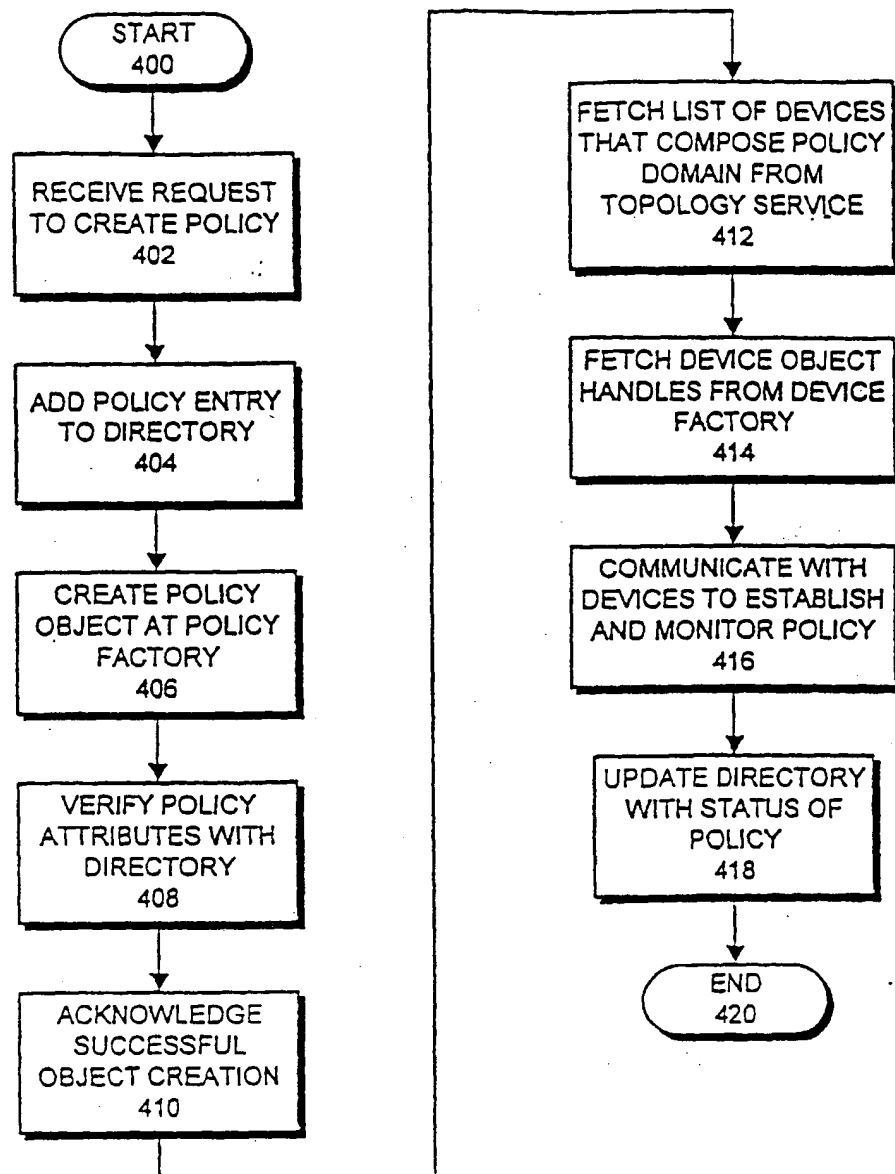 START
400
RECEIVE REQUEST
TO CREATE POLICY
402
ADD POLICY ENTRY
TO DIRECTORY
404
CREATE POLICY
OBJECT AT POLICY
FACTORY
406
VERIFY POLICY
ATTRIBUTES WITH
DIRECTORY
408
ACKNOWLEDGE
SUCCESSFUL
OBJECT CREATION
410
FETCH LIST OF DEVICES
THAT COMPOSE POLICY
DOMAIN FROM
TOPOLOGY SERVICE
412
FETCH DEVICE OBJECT
HANDLES FROM DEVICE
FACTORY
414
COMMUNICATE WITH
DEVICES TO ESTABLISH
AND MONITOR POLICY
416
UPDATE DIRECTORY
WITH STATUS OF
POLICY
418
END
420